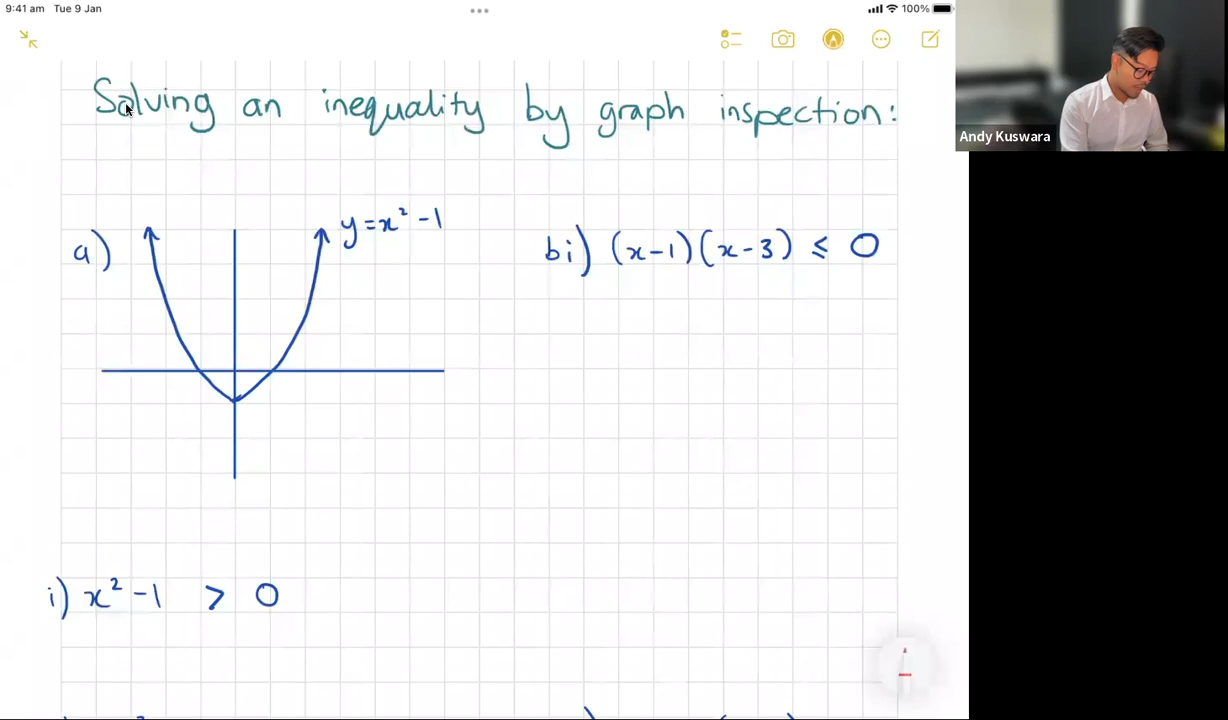 9:41 am Tue 9 Jan
100%
Andy Kuswara
Solving an inequality by graph inspection:
a)
y = x² - 1
bi) (x-1)(x-3) ≤ 0
i) x² - 1 > 0